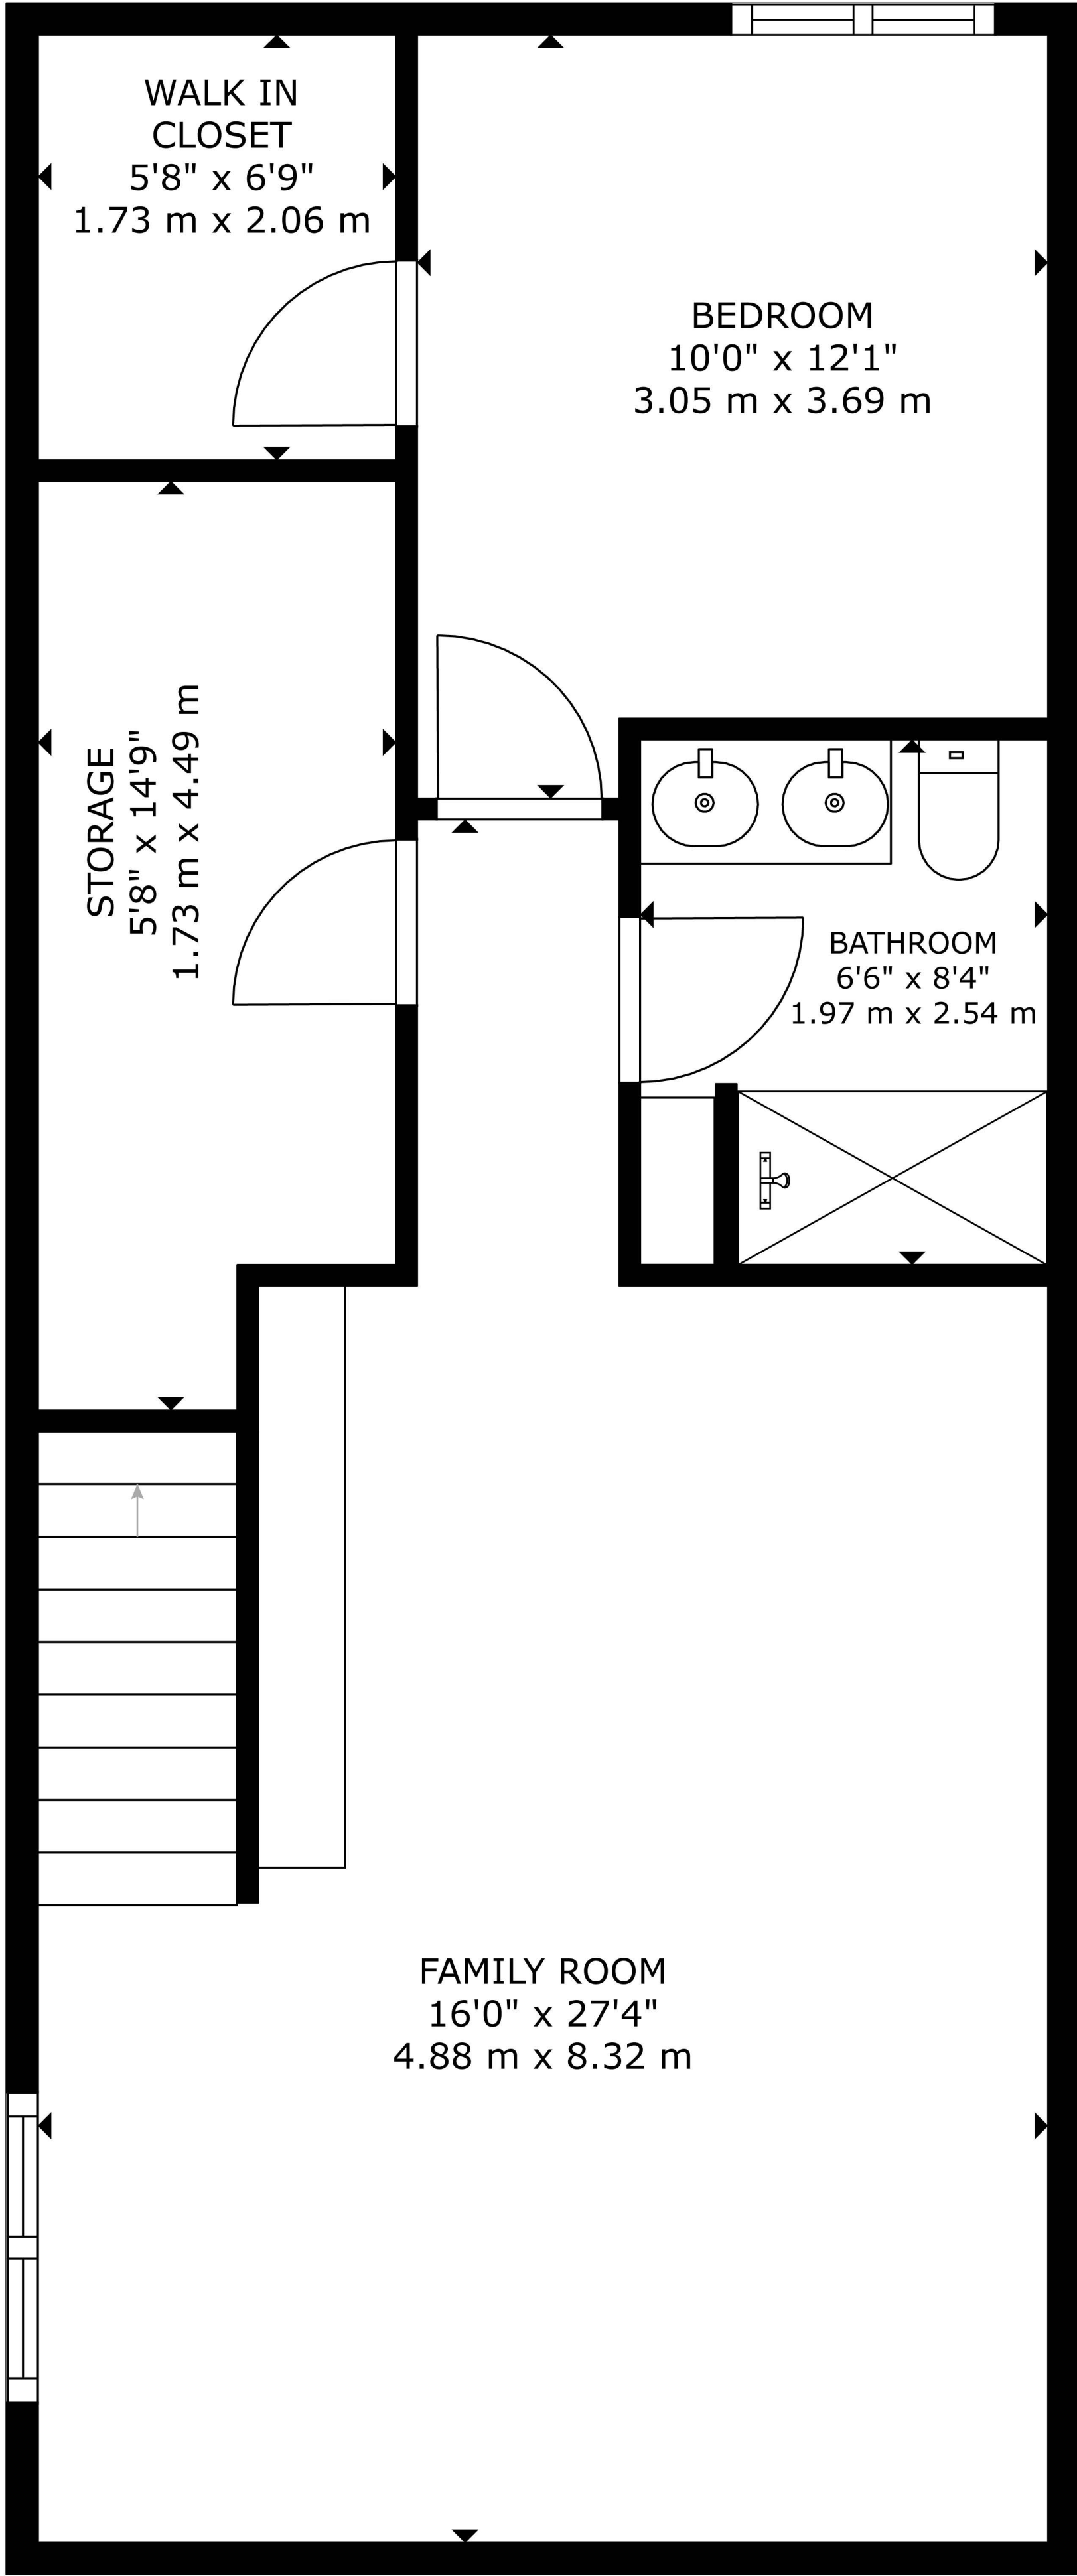 WALK IN
CLOSET
5'8" x 6'9"
1.73 m x 2.06 m
BEDROOM
10'0" x 12'1"
3.05 m x 3.69 m
STORAGE
5'8" x 14'9"
1.73 m x 4.49 m
BATHROOM
6'6" x 8'4"
1.97 m x 2.54 m
FAMILY ROOM
16'0" x 27'4"
4.88 m x 8.32 m